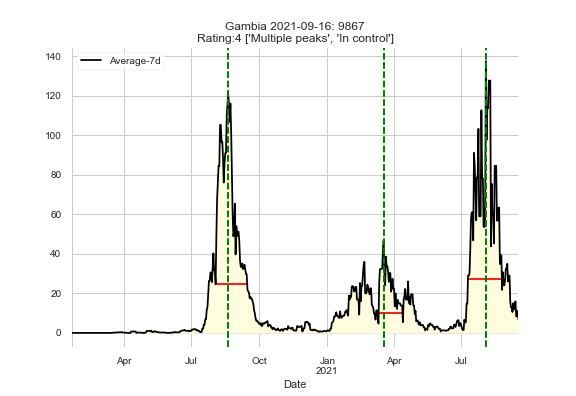 Gambia 2021-09-16: 9867
Rating:4 ['Multiple peaks', 'In control']
Average-7d
140
120
100
80
60
40
20
0
Apr
Jul
Oct
Jan
2021
Apr
Jul
Date